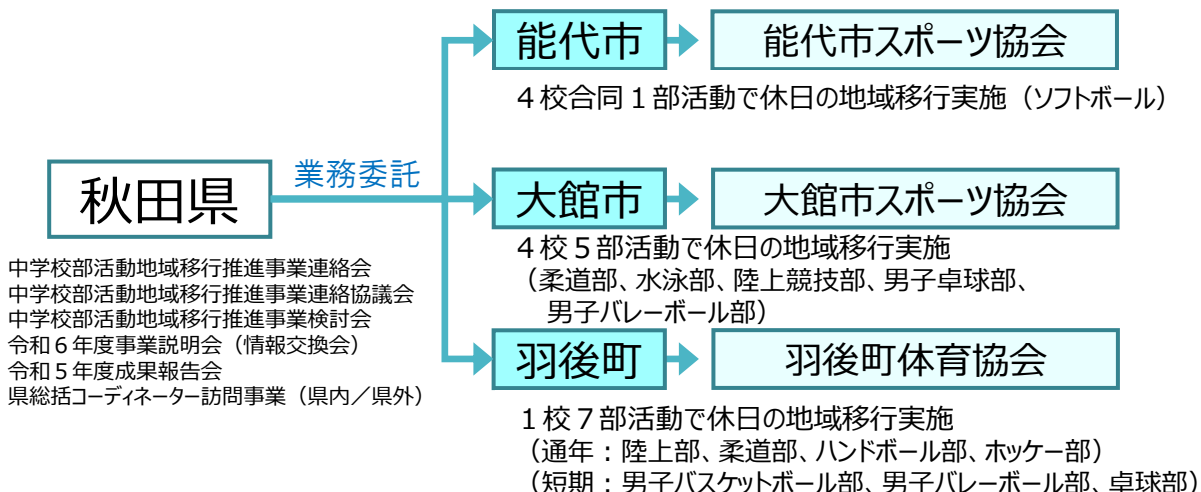 能代市
能代市スポーツ協会
４校合同１部活動で休日の地域移行実施（ソフトボール）
秋田県
業務委託
大館市
大館市スポーツ協会
４校５部活動で休日の地域移行実施
（柔道部、水泳部、陸上競技部、男子卓球部、
男子バレーボール部）
中学校部活動地域移行推進事業連絡会
中学校部活動地域移行推進事業連絡協議会
中学校部活動地域移行推進事業検討会
令和６年度事業説明会（情報交換会）
令和５年度成果報告会
県総括コーディネーター訪問事業（県内／県外）
羽後町
羽後町体育協会
１校７部活動で休日の地域移行実施
（通年：陸上部、柔道部、ハンドボール部、ホッケー部）
（短期：男子バスケットボール部、男子バレーボール部、卓球部）